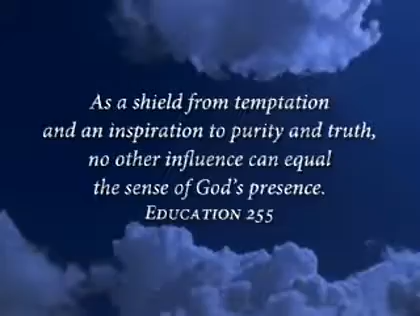 As a shield from temptation
and an inspiration to purity and truth,
no other influence can equal
the sense of God's presence.
EDUCATION 255